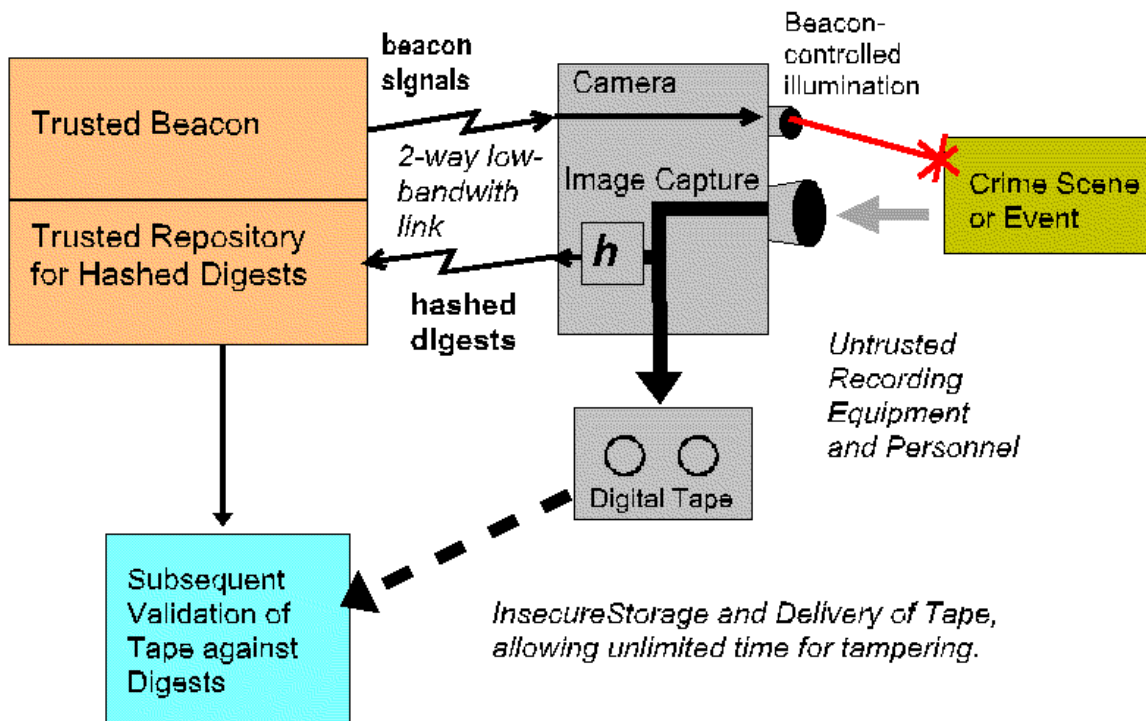 beacon
signals
Beacon-
controlled
illumination
Trusted Beacon
Camera
2-way low-
bandwith
link
Image Capture
Crime Scene
or Event
Trusted Repository
for Hashed Digests
h
hashed
digests
Untrusted
Recording
Equipment
and Personnel
Digital Tape
Subsequent
Validation of
Tape against
Digests
InsecureStorage and Delivery of Tape,
allowing unlimited time for tampering.